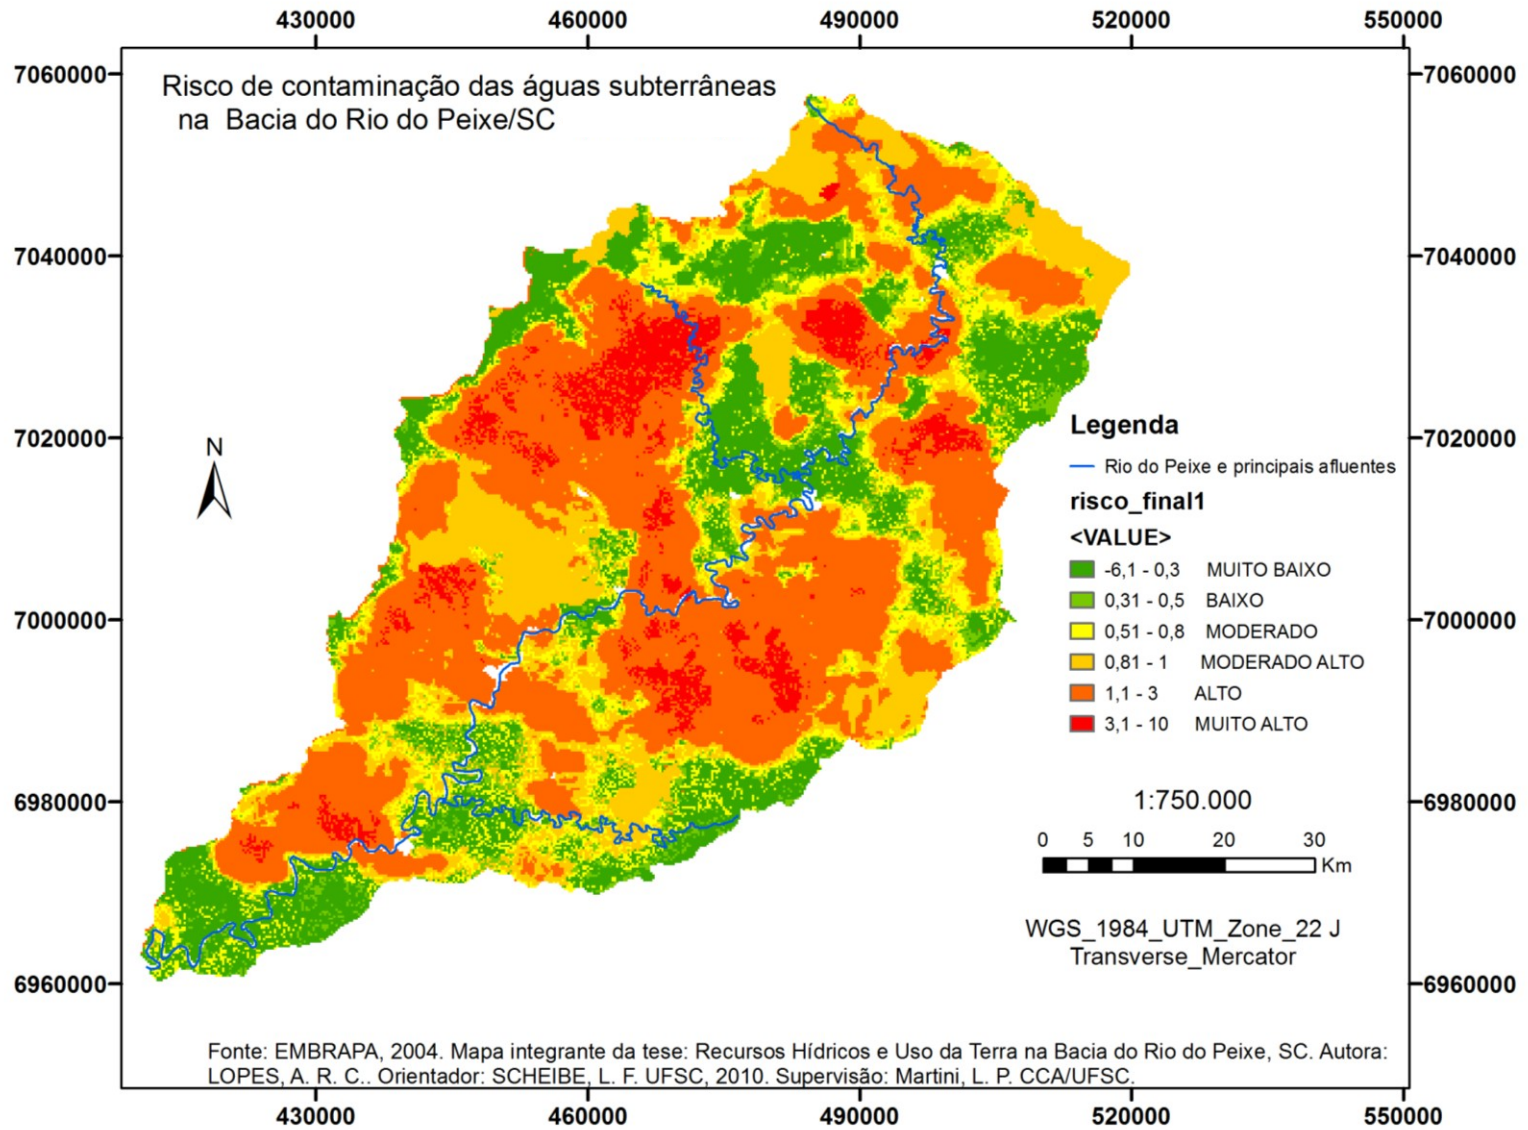 430000 460000 490000 520000 550000
7060000 7060000
Risco de contaminação das águas subterrâneas
na Bacia do Rio do Peixe/SC
7040000 7040000
7020000 7020000
N
Legenda
Rio do Peixe e principais afluentes
risco_final1
<VALUE>
-6,1 - 0,3 MUITO BAIXO
0,31 - 0,5 BAIXO
7000000 7000000
0,51 - 0,8 MODERADO
0,81 - 1 MODERADO ALTO
1,1 - 3 ALTO
3,1 - 10 MUITO ALTO
6980000 6980000
1:750.000
0 5 10 20 30
Km
WGS_1984_UTM_Zone_22 J
Transverse_Mercator
6960000 6960000
Fonte: EMBRAPA, 2004. Mapa integrante da tese: Recursos Hídricos e Uso da Terra na Bacia do Rio do Peixe, SC. Autora:
LOPES, A. R. C.. Orientador: SCHEIBE, L. F. UFSC, 2010. Supervisão: Martini, L. P. CCA/UFSC.
430000 460000 490000 520000 550000